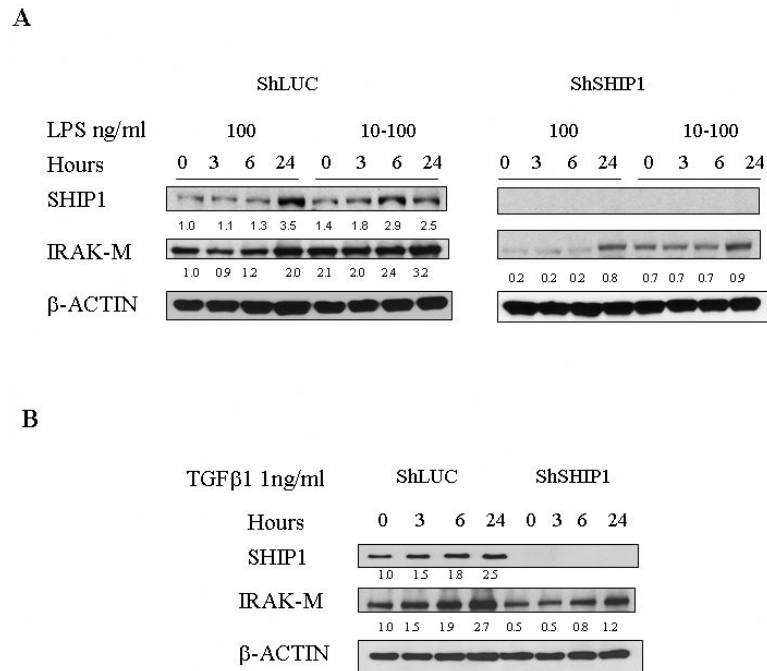 A
ShLUC ShSHIP1
LPS ng/ml 100 10-100 100 10-100
Hours 0 3 6 24 0 3 6 24 0 3 6 24 0 3 6 24
SHIP1
1.0 1.1 1.3 3.5 1.4 1.8 2.9 2.5
IRAK-M
1.0 0.9 1.2 2.0 2.1 2.0 2.4 3.2 0.2 0.2 0.2 0.8 0.7 0.7 0.7 0.9
β-ACTIN
B
TGFβ1 1ng/ml ShLUC ShSHIP1
Hours 0 3 6 24 0 3 6 24
SHIP1
1.0 1.5 1.8 2.5
IRAK-M
1.0 1.5 1.9 2.7 0.5 0.5 0.8 1.2
β-ACTIN